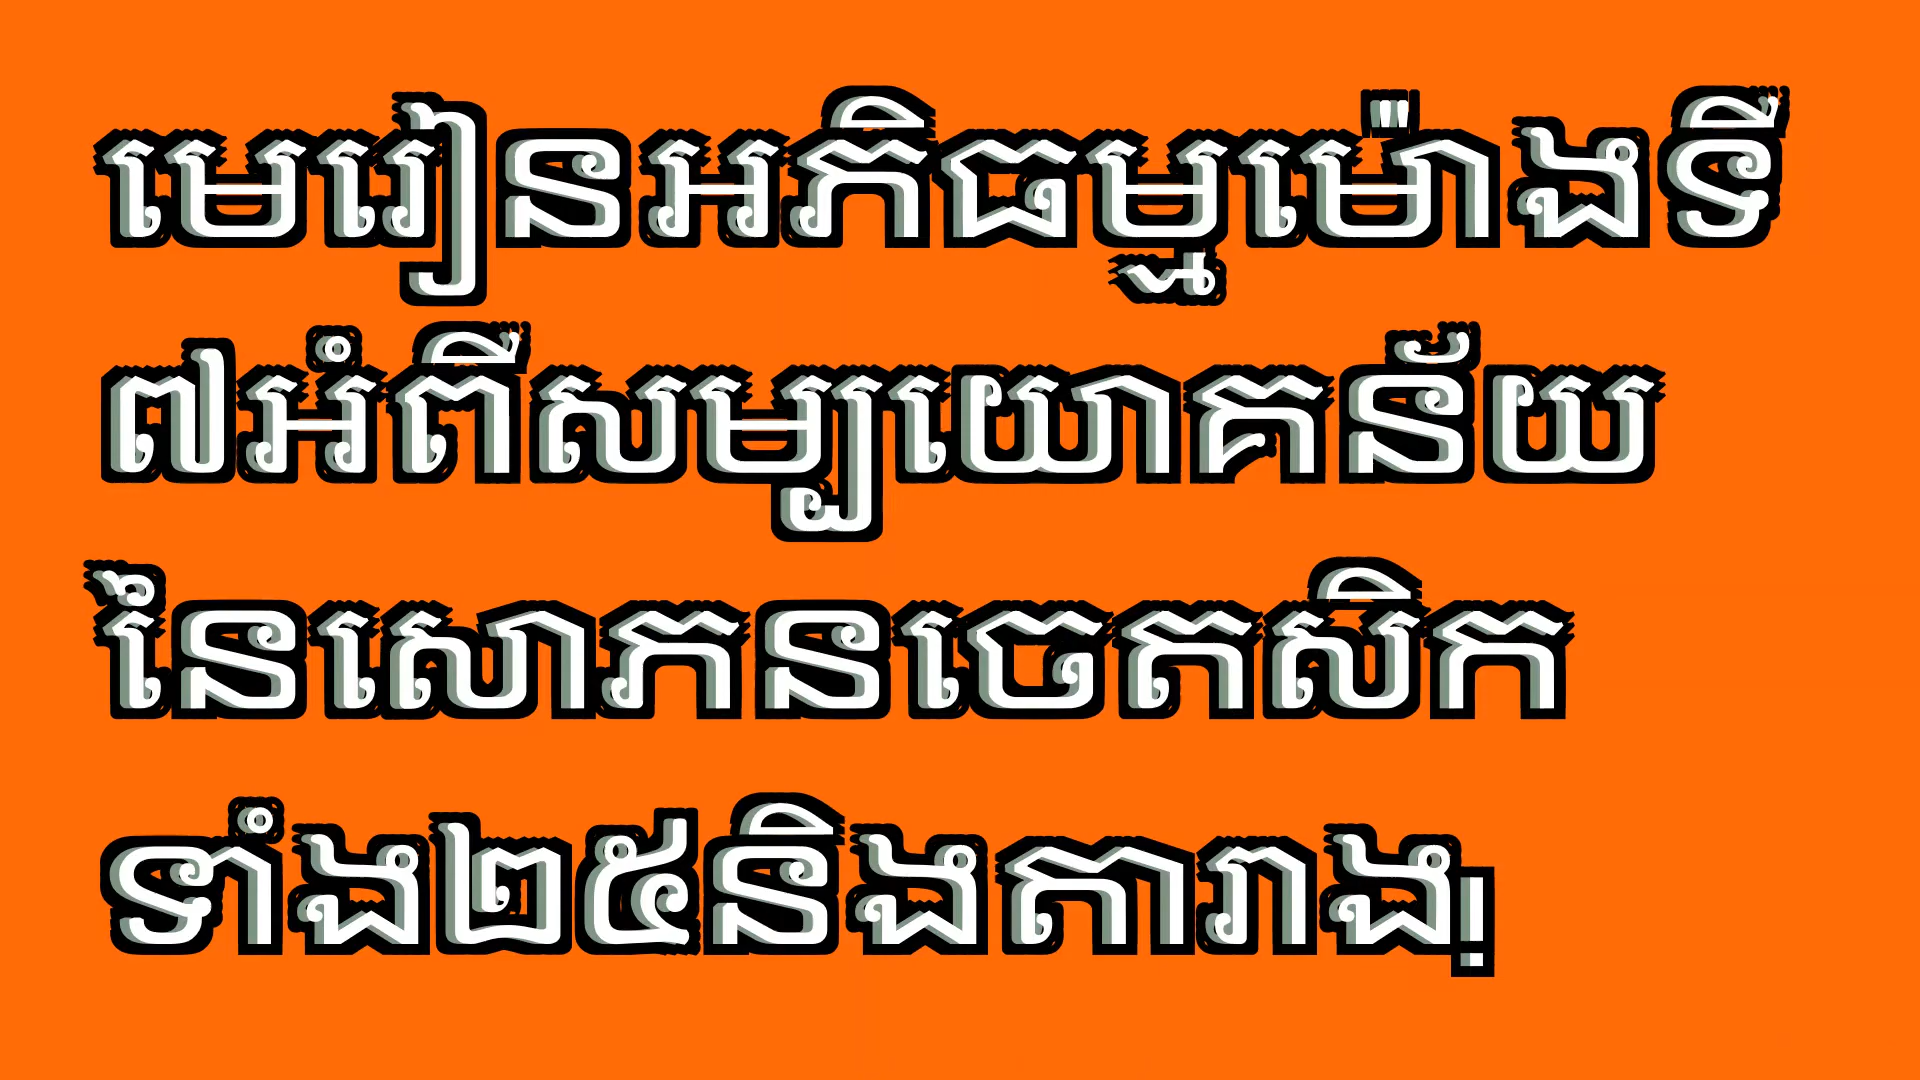 មេរៀនអភិធម្មម៉ោងទី
៧អំពីសម្បយោគន័យ
នៃសោភនចេតសិក
ទាំង២៥និងតារាង!